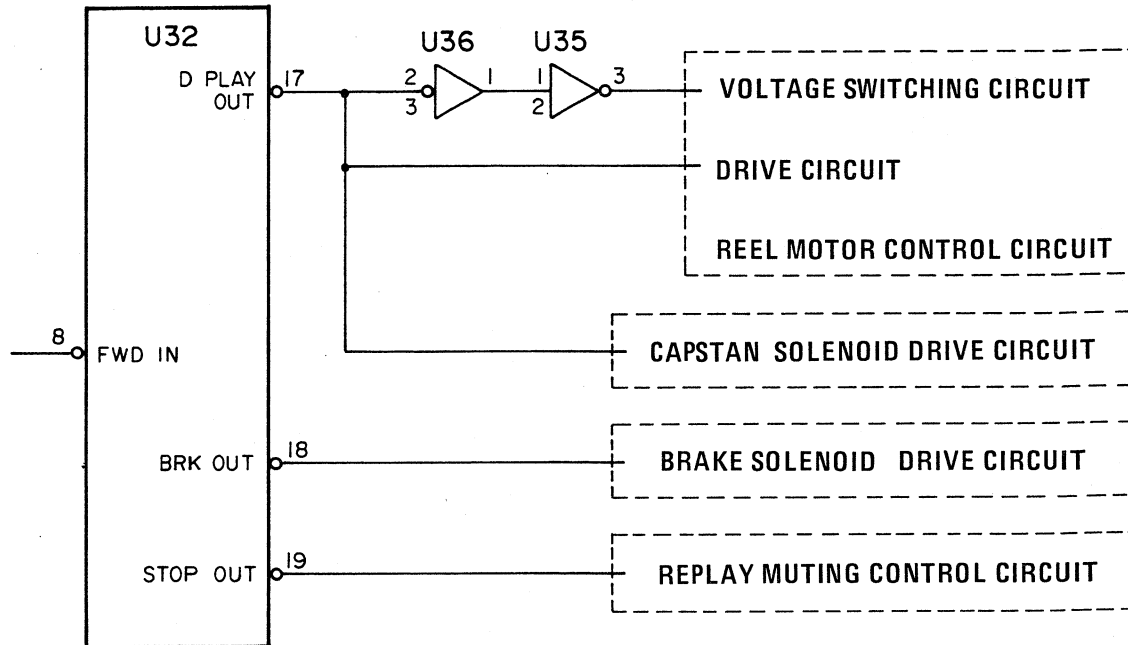 U32
U36
U35
D PLAY OUT
17
2
3
1
1
2
3
VOLTAGE SWITCHING CIRCUIT
DRIVE CIRCUIT
REEL MOTOR CONTROL CIRCUIT
8
FWD IN
CAPSTAN SOLENOID DRIVE CIRCUIT
BRK OUT
18
BRAKE SOLENOID DRIVE CIRCUIT
STOP OUT
19
REPLAY MUTING CONTROL CIRCUIT